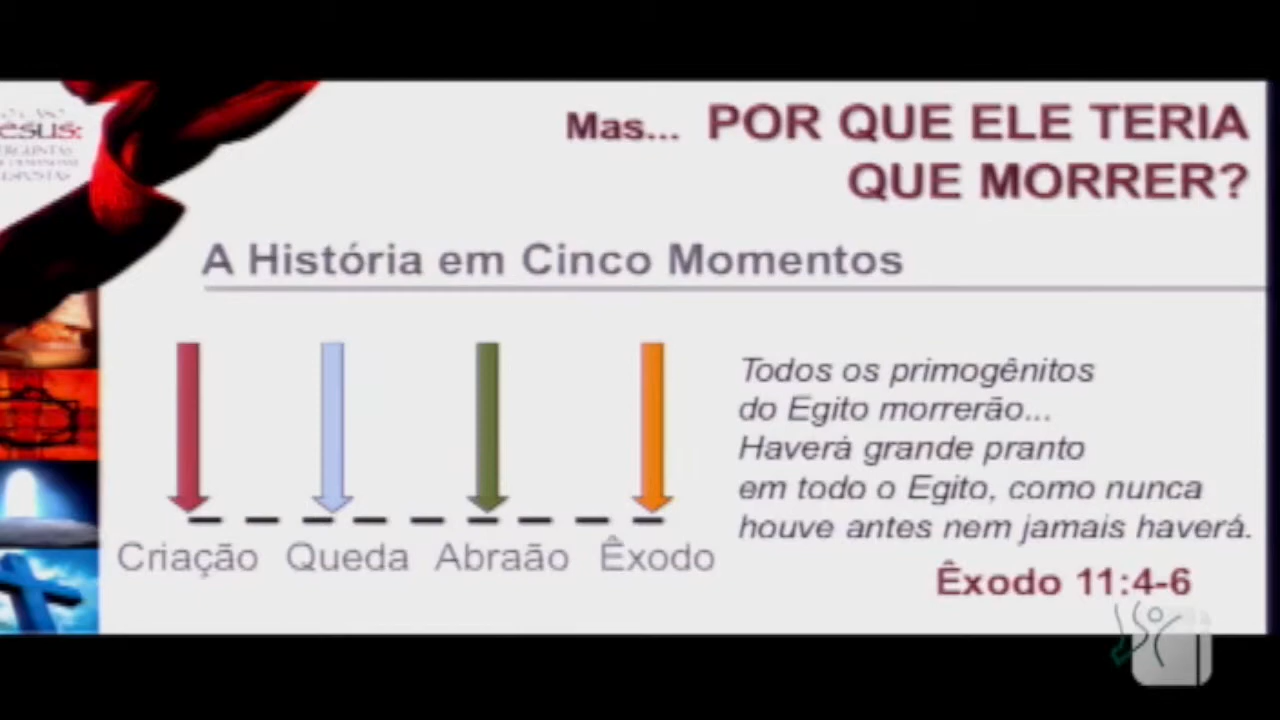 esus:
Mas... POR QUE ELE TERIA
QUE MORRER?
A História em Cinco Momentos
Todos os primogênitos
do Egito morrerão...
Haverá grande pranto
em todo o Egito, como nunca
houve antes nem jamais haverá.
Êxodo 11:4-6
Criação Queda Abraão Êxodo